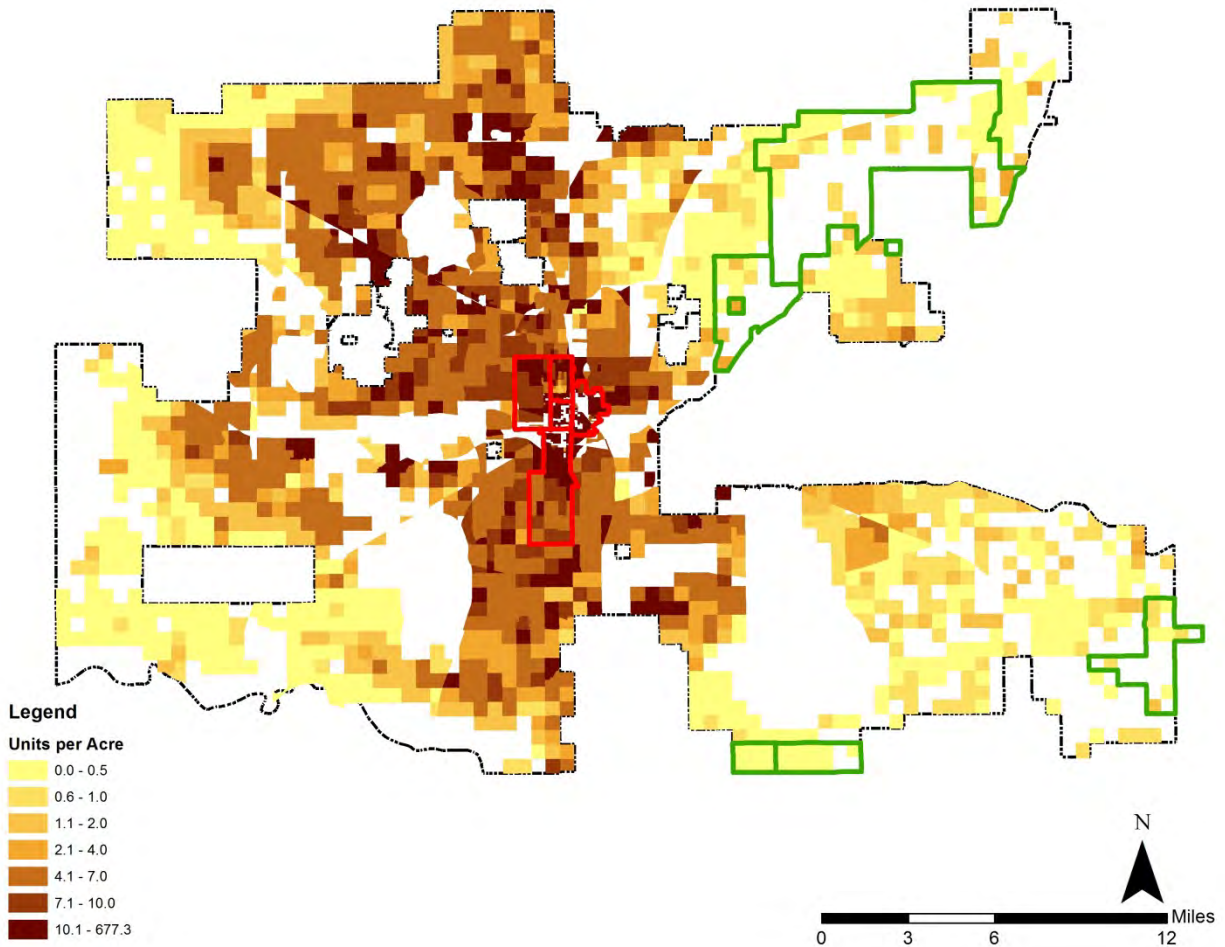 Legend
Units per Acre
0.0 - 0.5
0.6 - 1.0
1.1 - 2.0
2.1 - 4.0
4.1 - 7.0
7.1 - 10.0
10.1 - 677.3
N
Miles
0 3 6 12